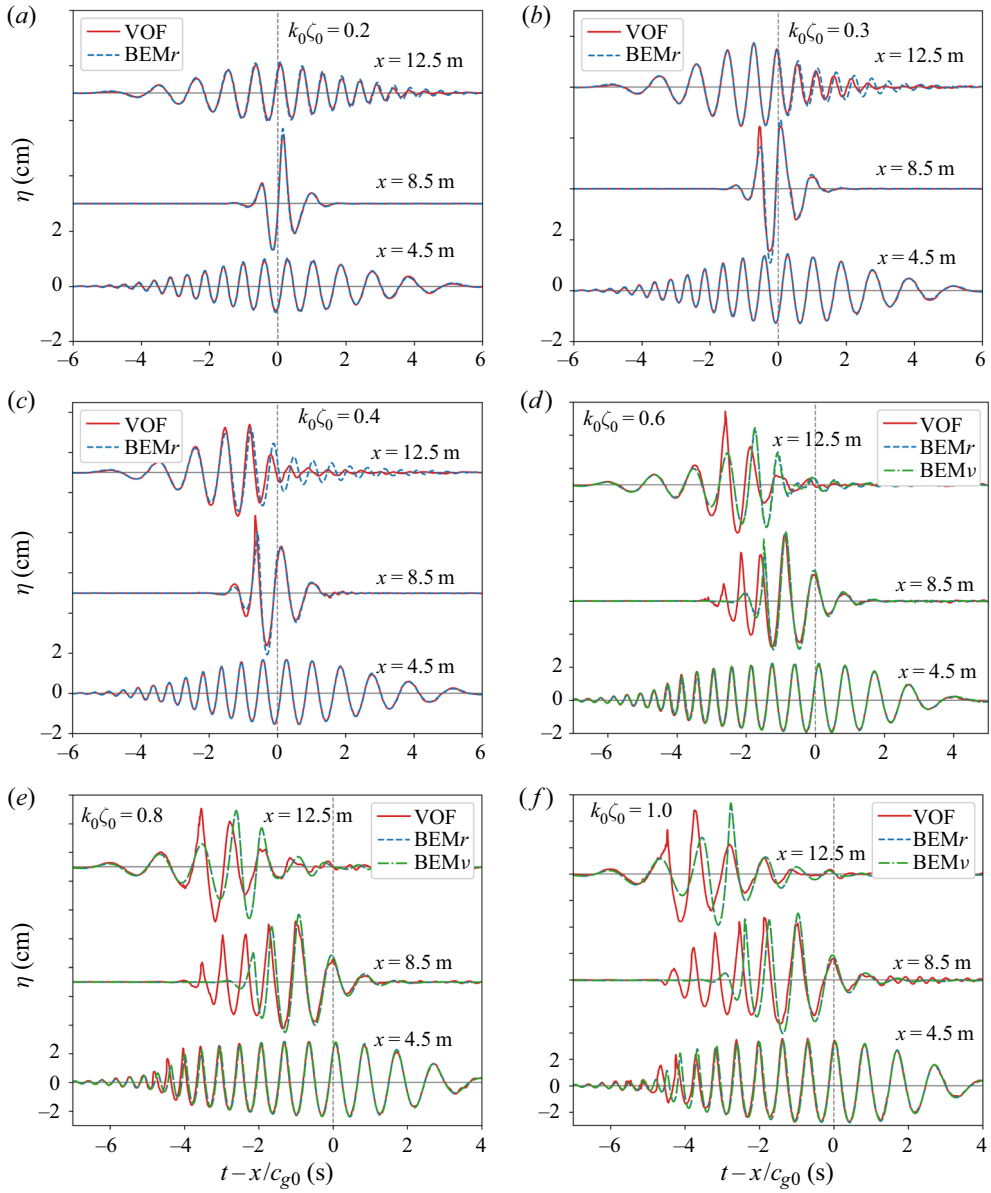 (a)
VOF
BEMr
k0ζ0 = 0.2
x = 12.5 m
x = 8.5 m
x = 4.5 m
η (cm)
2
0
−2
−6 −4 −2 0 2 4 6
(b)
VOF
BEMr
k0ζ0 = 0.3
x = 12.5 m
x = 8.5 m
x = 4.5 m
2
0
−2
−6 −4 −2 0 2 4 6
(c)
VOF
BEMr
k0ζ0 = 0.4
x = 12.5 m
x = 8.5 m
x = 4.5 m
η (cm)
2
0
−2
−6 −4 −2 0 2 4 6
(d)
k0ζ0 = 0.6
VOF
BEMr
BEMν
x = 12.5 m
x = 8.5 m
x = 4.5 m
2
0
−2
−6 −4 −2 0 2 4
(e)
k0ζ0 = 0.8
x = 12.5 m
VOF
BEMr
BEMν
x = 8.5 m
x = 4.5 m
η (cm)
2
0
−2
−6 −4 −2 0 2 4
t − x/cg0 (s)
(f)
k0ζ0 = 1.0
VOF
BEMr
BEMν
x = 12.5 m
x = 8.5 m
x = 4.5 m
2
0
−2
−6 −4 −2 0 2 4
t − x/cg0 (s)